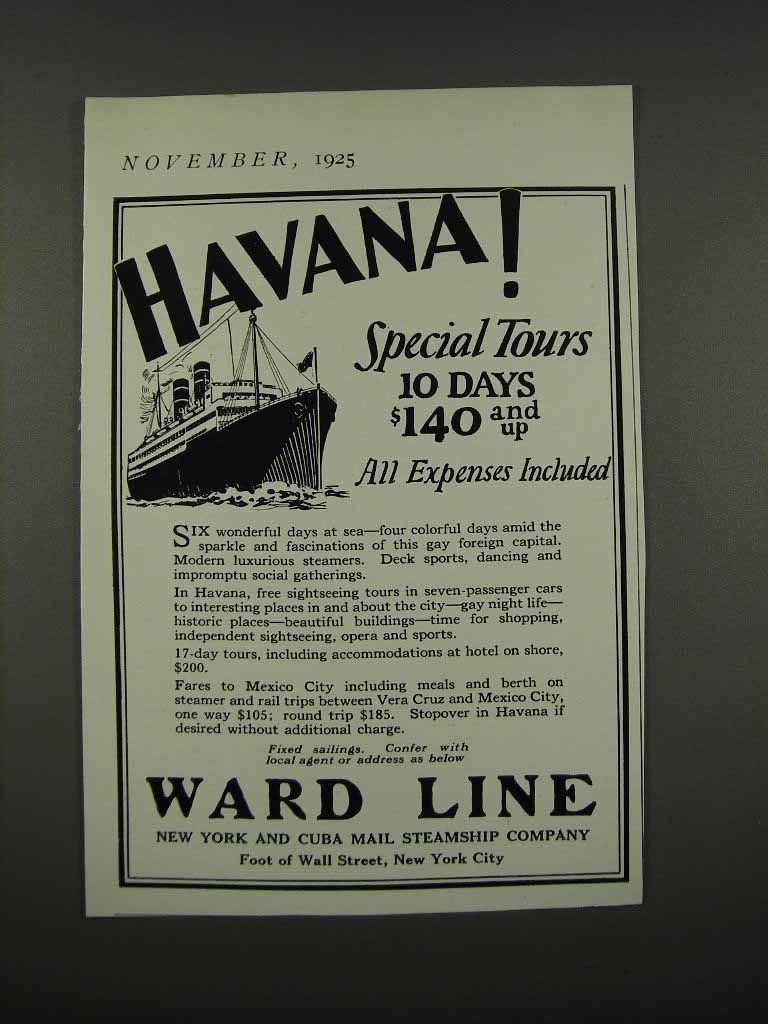 NOVEMBER, 1925
HAVANA!
Special Tours
10 DAYS
$140 and up
All Expenses Included
SIX wonderful days at sea—four colorful days amid the
sparkle and fascinations of this gay foreign capital.
Modern luxurious steamers. Deck sports, dancing and
impromptu social gatherings.
In Havana, free sightseeing tours in seven-passenger cars
to interesting places in and about the city—gay night life—
historic places—beautiful buildings—time for shopping,
independent sightseeing, opera and sports.
17-day tours, including accommodations at hotel on shore,
$200.
Fares to Mexico City including meals and berth on
steamer and rail trips between Vera Cruz and Mexico City,
one way $105; round trip $185. Stopover in Havana if
desired without additional charge.
Fixed sailings. Confer with
local agent or address as below
WARD LINE
NEW YORK AND CUBA MAIL STEAMSHIP COMPANY
Foot of Wall Street, New York City